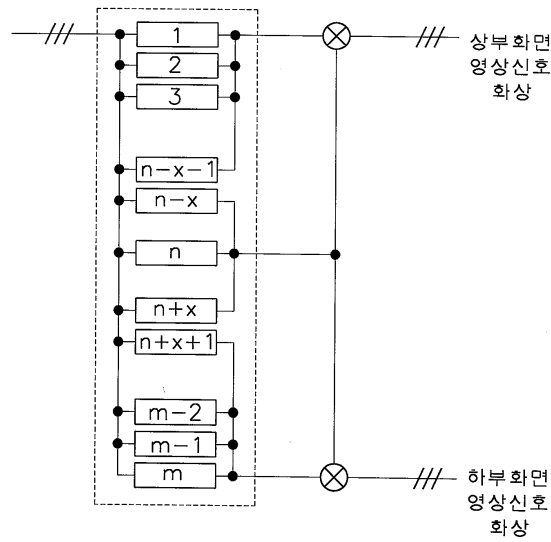 1
2
3
n-x-1
n-x
n
n+x
n+x+1
m-2
m-1
m
상부화면
영상신호
화상
하부화면
영상신호
화상